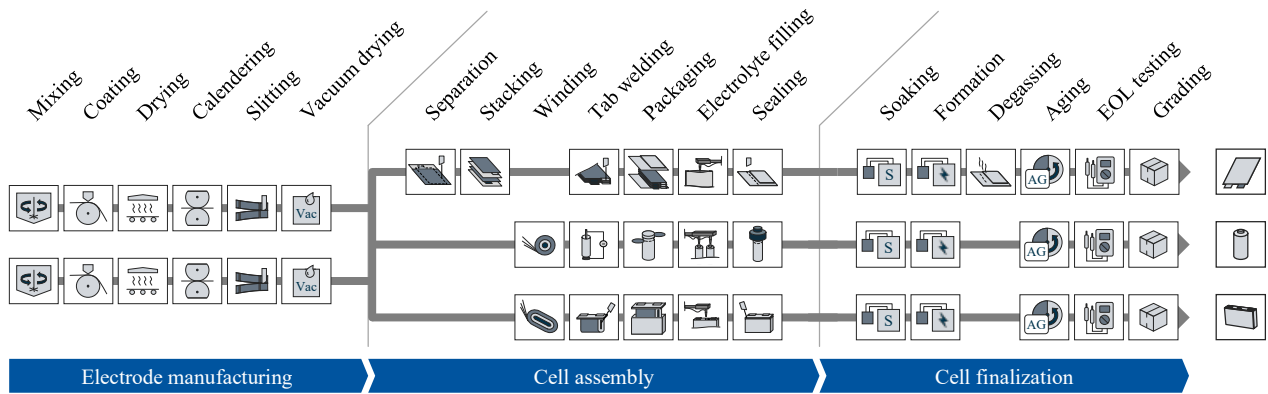 Mixing
Coating
Drying
Calendering
Slitting
Vacuum drying
Separation
Stacking
Winding
Tab welding
Packaging
Electrolyte filling
Sealing
Soaking
Formation
Degassing
Aging
EOL testing
Grading
S
AG
Vac
S
AG
Vac
S
AG
Electrode manufacturing
Cell assembly
Cell finalization